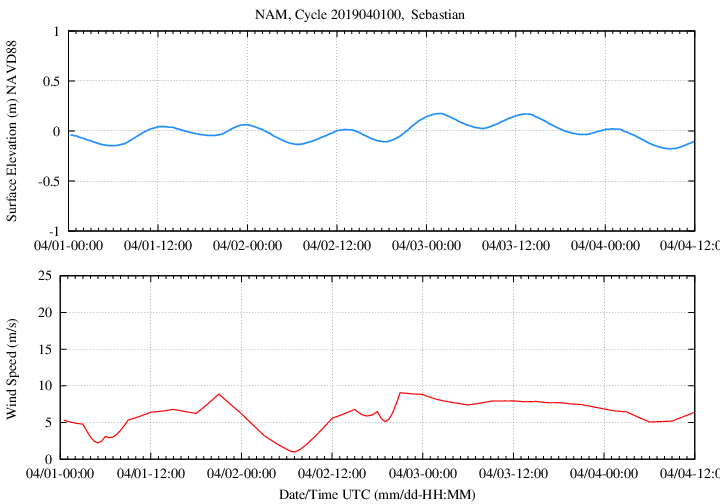 NAM, Cycle 2019040100,  Sebastian
Surface Elevation (m) NAVD88
1
0.5
0
-0.5
-1
04/01-00:00 04/01-12:00 04/02-00:00 04/02-12:00 04/03-00:00 04/03-12:00 04/04-00:00 04/04-12:0
Wind Speed (m/s)
25
20
15
10
5
0
04/01-00:00 04/01-12:00 04/02-00:00 04/02-12:00 04/03-00:00 04/03-12:00 04/04-00:00 04/04-12:0
Date/Time UTC (mm/dd-HH:MM)